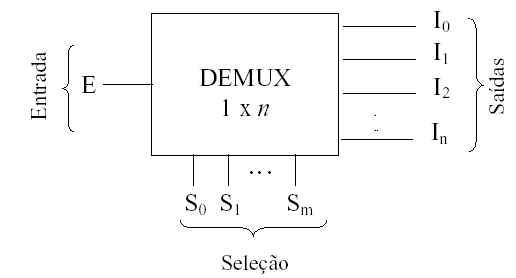 Entrada
E
DEMUX
1 x n
I0
I1
I2
In
Saídas
S0 S1 ... Sm
Seleção